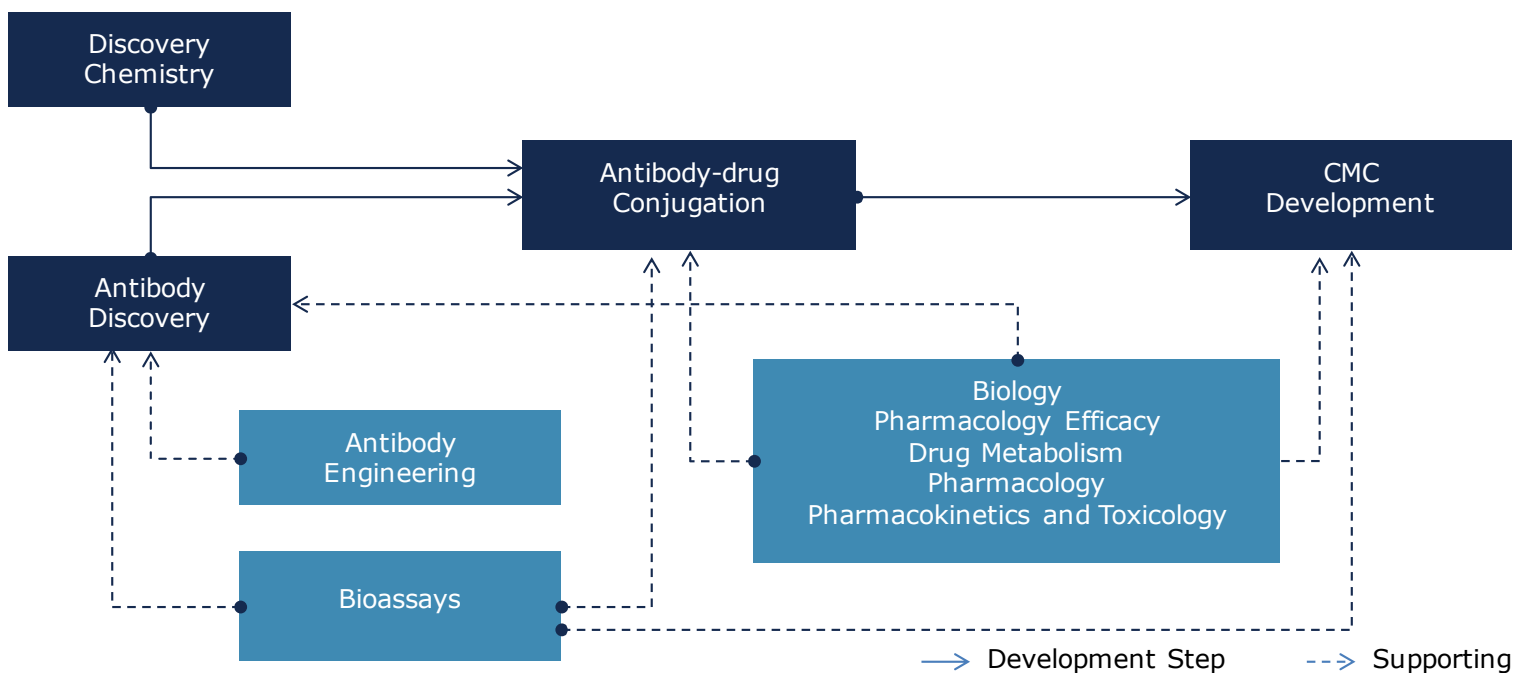 Discovery
Chemistry
Antibody-drug
Conjugation
CMC
Development
Antibody
Discovery
Biology
Pharmacology Efficacy
Drug Metabolism
Pharmacology
Pharmacokinetics and Toxicology
Antibody
Engineering
Bioassays
Development Step
Supporting